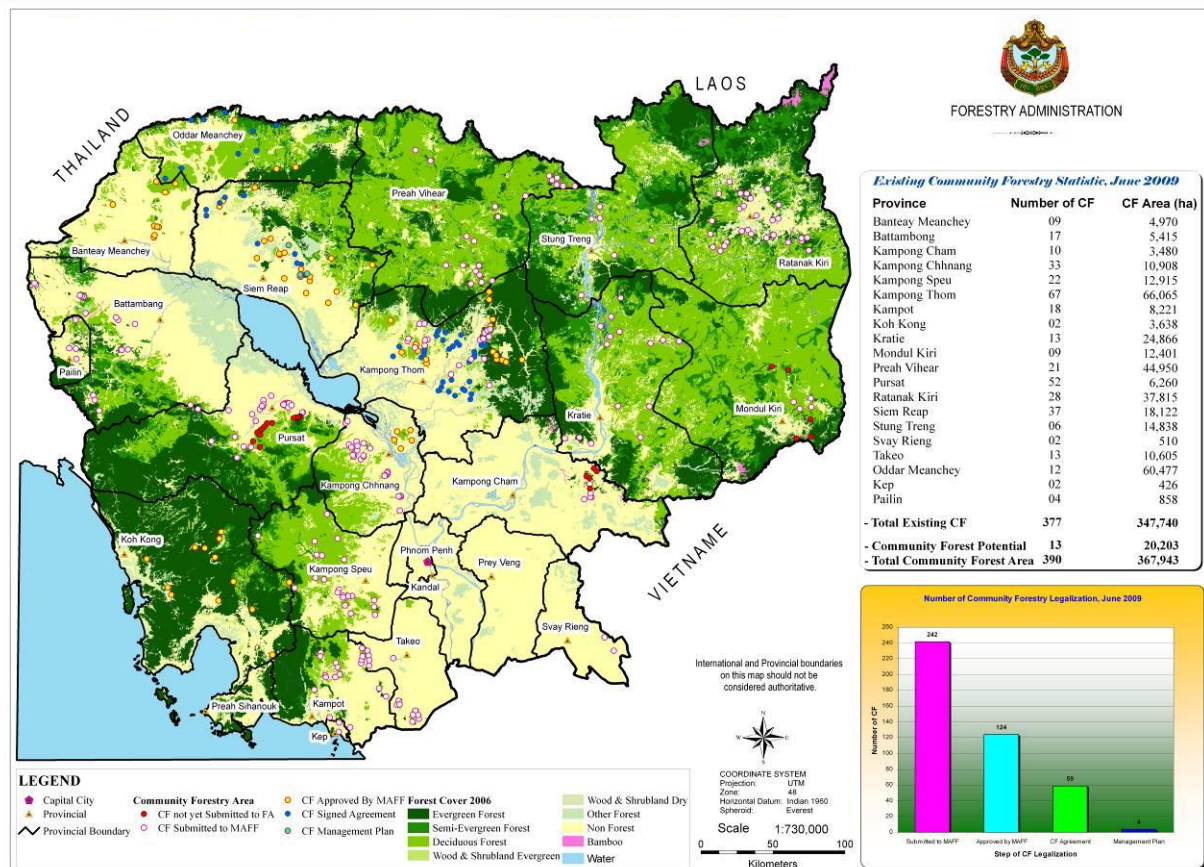 FORESTRY ADMINISTRATION
THAILAND
LAOS
VIETNAME
Oddar Meanchey
Preah Vihear
Stung Treng
Ratanak Kiri
Banteay Meanchey
Siem Reap
Battambang
Pailin
Kampong Thom
Kratie
Mondul Kiri
Pursat
Kampong Chhnang
Kampong Cham
Koh Kong
Phnom Penh
Prey Veng
Kampong Speu
Kandal
Svay Rieng
Takeo
Preah Sihanouk
Kampot
Kep
Existing Community Forestry Statistic, June 2009
Province Number of CF CF Area (ha)
Banteay Meanchey 09 4,970
Battambong 17 5,415
Kampong Cham 10 3,480
Kampong Chhnang 33 10,908
Kampong Speu 22 12,915
Kampong Thom 67 66,065
Kampot 18 8,221
Koh Kong 02 3,638
Kratie 13 24,866
Mondul Kiri 09 12,401
Preah Vihear 21 44,950
Pursat 52 6,260
Ratanak Kiri 28 37,815
Siem Reap 37 18,122
Stung Treng 06 14,838
Svay Rieng 02 510
Takeo 13 10,605
Oddar Meanchey 12 60,477
Kep 02 426
Pailin 04 858
- Total Existing CF 377 347,740
- Community Forest Potential 13 20,203
- Total Community Forest Area 390 367,943
Number of Community Forestry Legalization, June 2009
Number of CF
260
240
220
200
180
160
140
120
100
80
60
40
20
0
242
124
59
4
Submitted to MAFF
Approved by MAFF
CF Agreement
Management Plan
Step of CF Legalization
International and Provincial boundaries
on this map should not be
considered authoritative.
N
W E
S
COORDINATE SYSTEM
Projection: UTM
Zone: 48
Horizontal Datum: Indian 1960
Spheroid: Everest
Scale 1:730,000
0 50 100
Kilometers
LEGEND
Capital City
Provincial
Provincial Boundary
Community Forestry Area
CF not yet Submitted to FA
CF Submitted to MAFF
CF Approved By MAFF
CF Signed Agreement
CF Management Plan
Forest Cover 2006
Evergreen Forest
Semi-Evergreen Forest
Deciduous Forest
Wood & Shrubland Evergreen
Wood & Shrubland Dry
Other Forest
Non Forest
Bamboo
Water